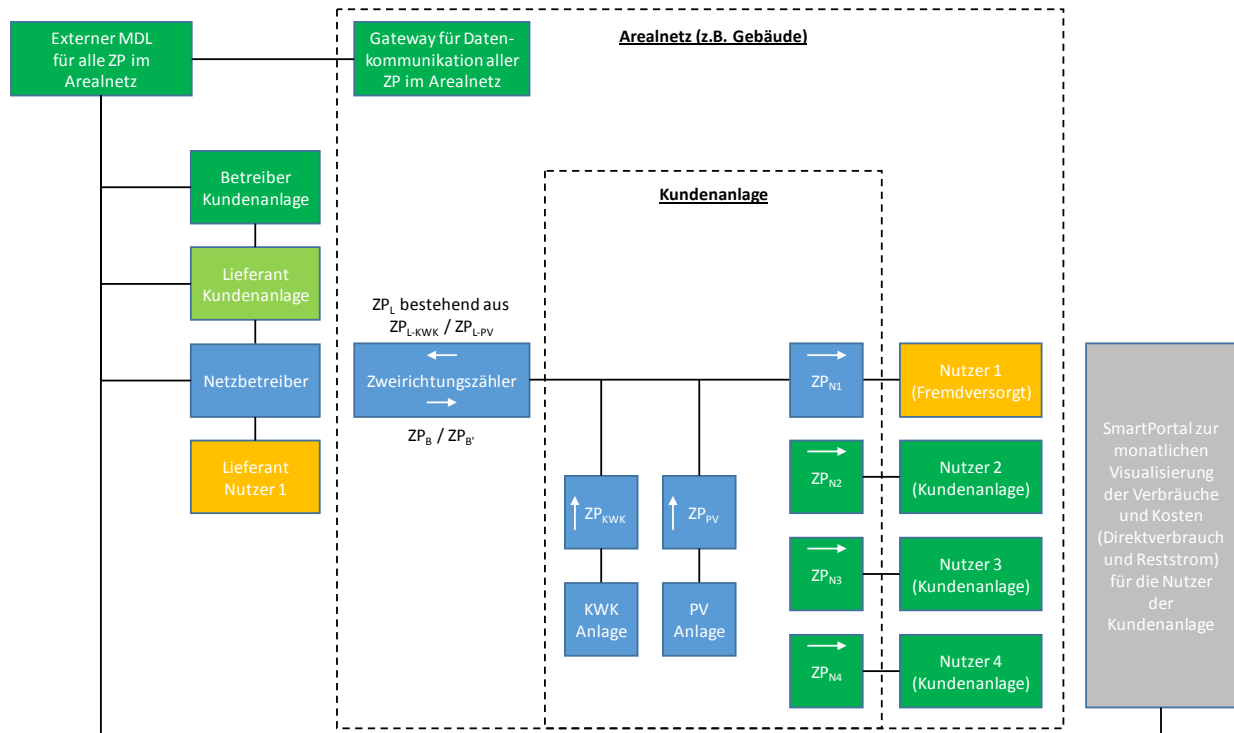 Externer MDL
für alle ZP im
Arealnetz
Gateway für Daten-
kommunikation aller
ZP im Arealnetz
Arealnetz (z.B. Gebäude)
Betreiber
Kundenanlage
Kundenanlage
Lieferant
Kundenanlage
ZPL bestehend aus
ZPL-KWK / ZPL-PV
Netzbetreiber
Zweirichtungszähler
ZPB / ZPB'
ZPN1
Nutzer 1
(Fremdversorgt)
Lieferant
Nutzer 1
ZPN2
Nutzer 2
(Kundenanlage)
ZPKWK
ZPPV
ZPN3
Nutzer 3
(Kundenanlage)
KWK
Anlage
PV
Anlage
ZPN4
Nutzer 4
(Kundenanlage)
SmartPortal zur
monatlichen
Visualisierung
der Verbräuche
und Kosten
(Direktverbrauch
und Reststrom)
für die Nutzer
der
Kundenanlage